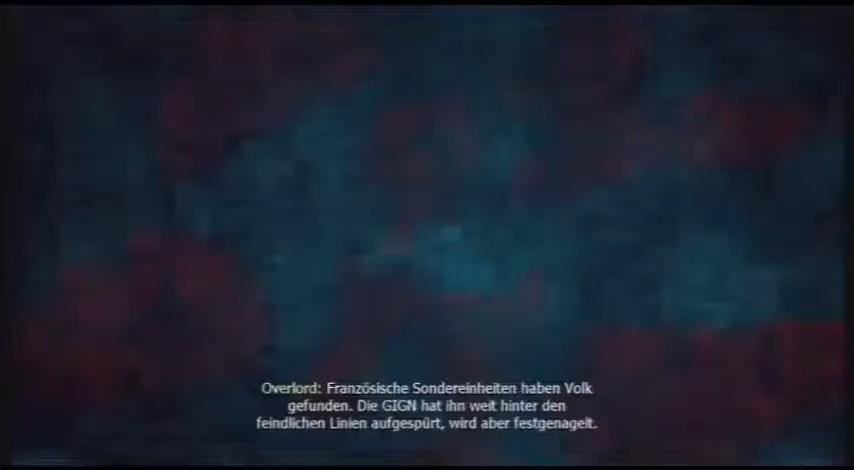 Overlord: Französische Sondereinheiten haben Volk
gefunden. Die GIGN hat ihn weit hinter den
feindlichen Linien aufgespürt, wird aber festgenagelt.